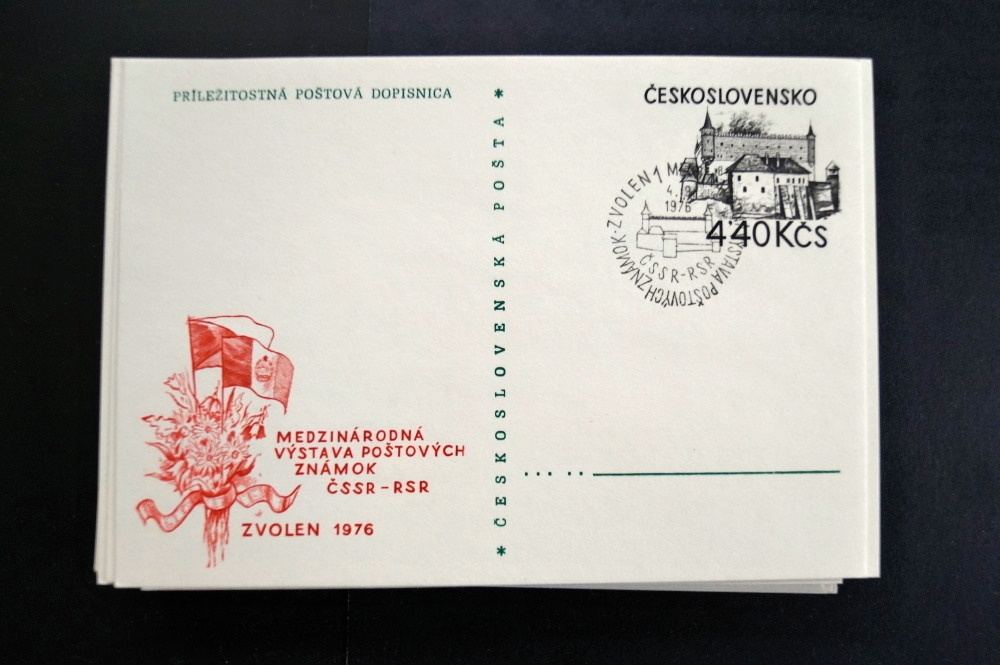 PRÍLEŽITOSTNÁ POŠTOVÁ DOPISNICA
* ČESKOSLOVENSKÁ POŠTA *
ČESKOSLOVENSKO
4'40 KČS
ZVOLEN 1
1976
ČSSR-RSR
VÝSTAVA POŠTOVÝCH ZNÁMOK · ZVOLEN
MEDZINÁRODNÁ
VÝSTAVA POŠTOVÝCH
ZNÁMOK
ČSSR-RSR
ZVOLEN 1976